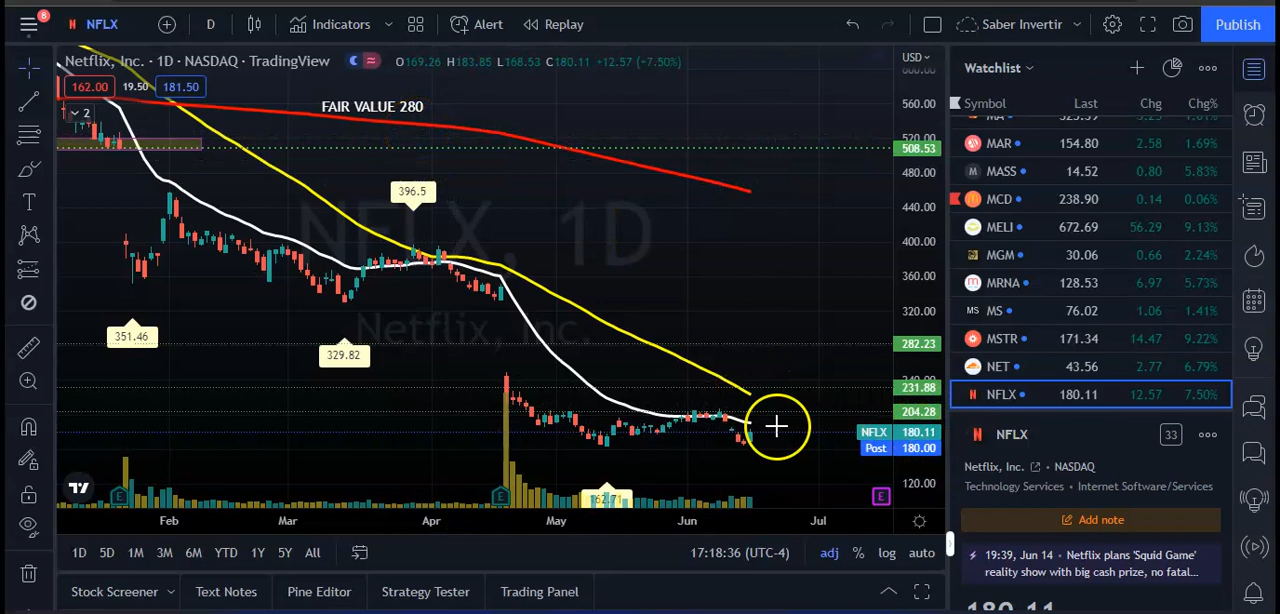 8
NFLX
D
Indicators
Alert
Replay
Saber Invertir
Publish
Netflix, Inc. · 1D · NASDAQ · TradingView
O169.26 H183.85 L168.53 C180.11 +12.57 (+7.50%)
USD
162.00 19.50 181.50
2
FAIR VALUE 280
560.00
508.53
480.00
440.00
400.00
360.00
320.00
282.23
231.88
204.28
NFLX 180.11
Post 180.00
120.00
396.5
351.46
329.82
NFLX, 1D
Netflix, Inc.
E
E
E
Feb
Mar
Apr
May
Jun
Jul
1D
5D
1M
3M
6M
YTD
1Y
5Y
All
17:18:36 (UTC-4)
adj
%
log
auto
Stock Screener
Text Notes
Pine Editor
Strategy Tester
Trading Panel
Watchlist
Symbol Last Chg Chg%
MAR 154.80 2.58 1.69%
MASS 14.52 0.80 5.83%
MCD 238.90 0.14 0.06%
MELI 672.69 56.29 9.13%
MGM 30.06 0.66 2.24%
MRNA 128.53 6.97 5.73%
MS MS 76.02 1.06 1.41%
MSTR 171.34 14.47 9.22%
NET 43.56 2.77 6.79%
NFLX 180.11 12.57 7.50%
NFLX
33
Netflix, Inc. · NASDAQ
Technology Services · Internet Software/Services
Add note
19:39, Jun 14 · Netflix plans 'Squid Game'
reality show with big cash prize, no fatal...